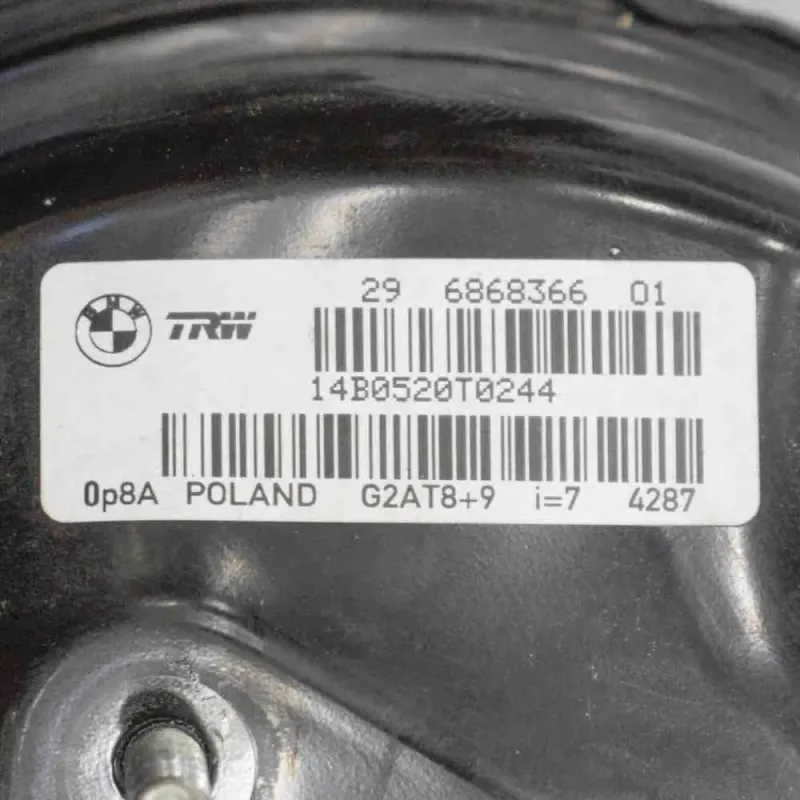 29 6868366 01
BMW TRW
14B0520T0244
0p8A POLAND G2AT8+9 i=7 4287